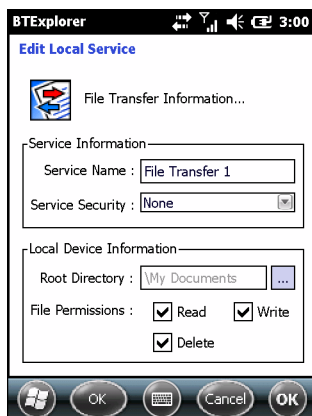 BTExplorer 3:00
Edit Local Service
File Transfer Information...
Service Information
Service Name : File Transfer 1
Service Security : None
Local Device Information
Root Directory : \My Documents ...
File Permissions : Read Write
Delete
OK Cancel OK